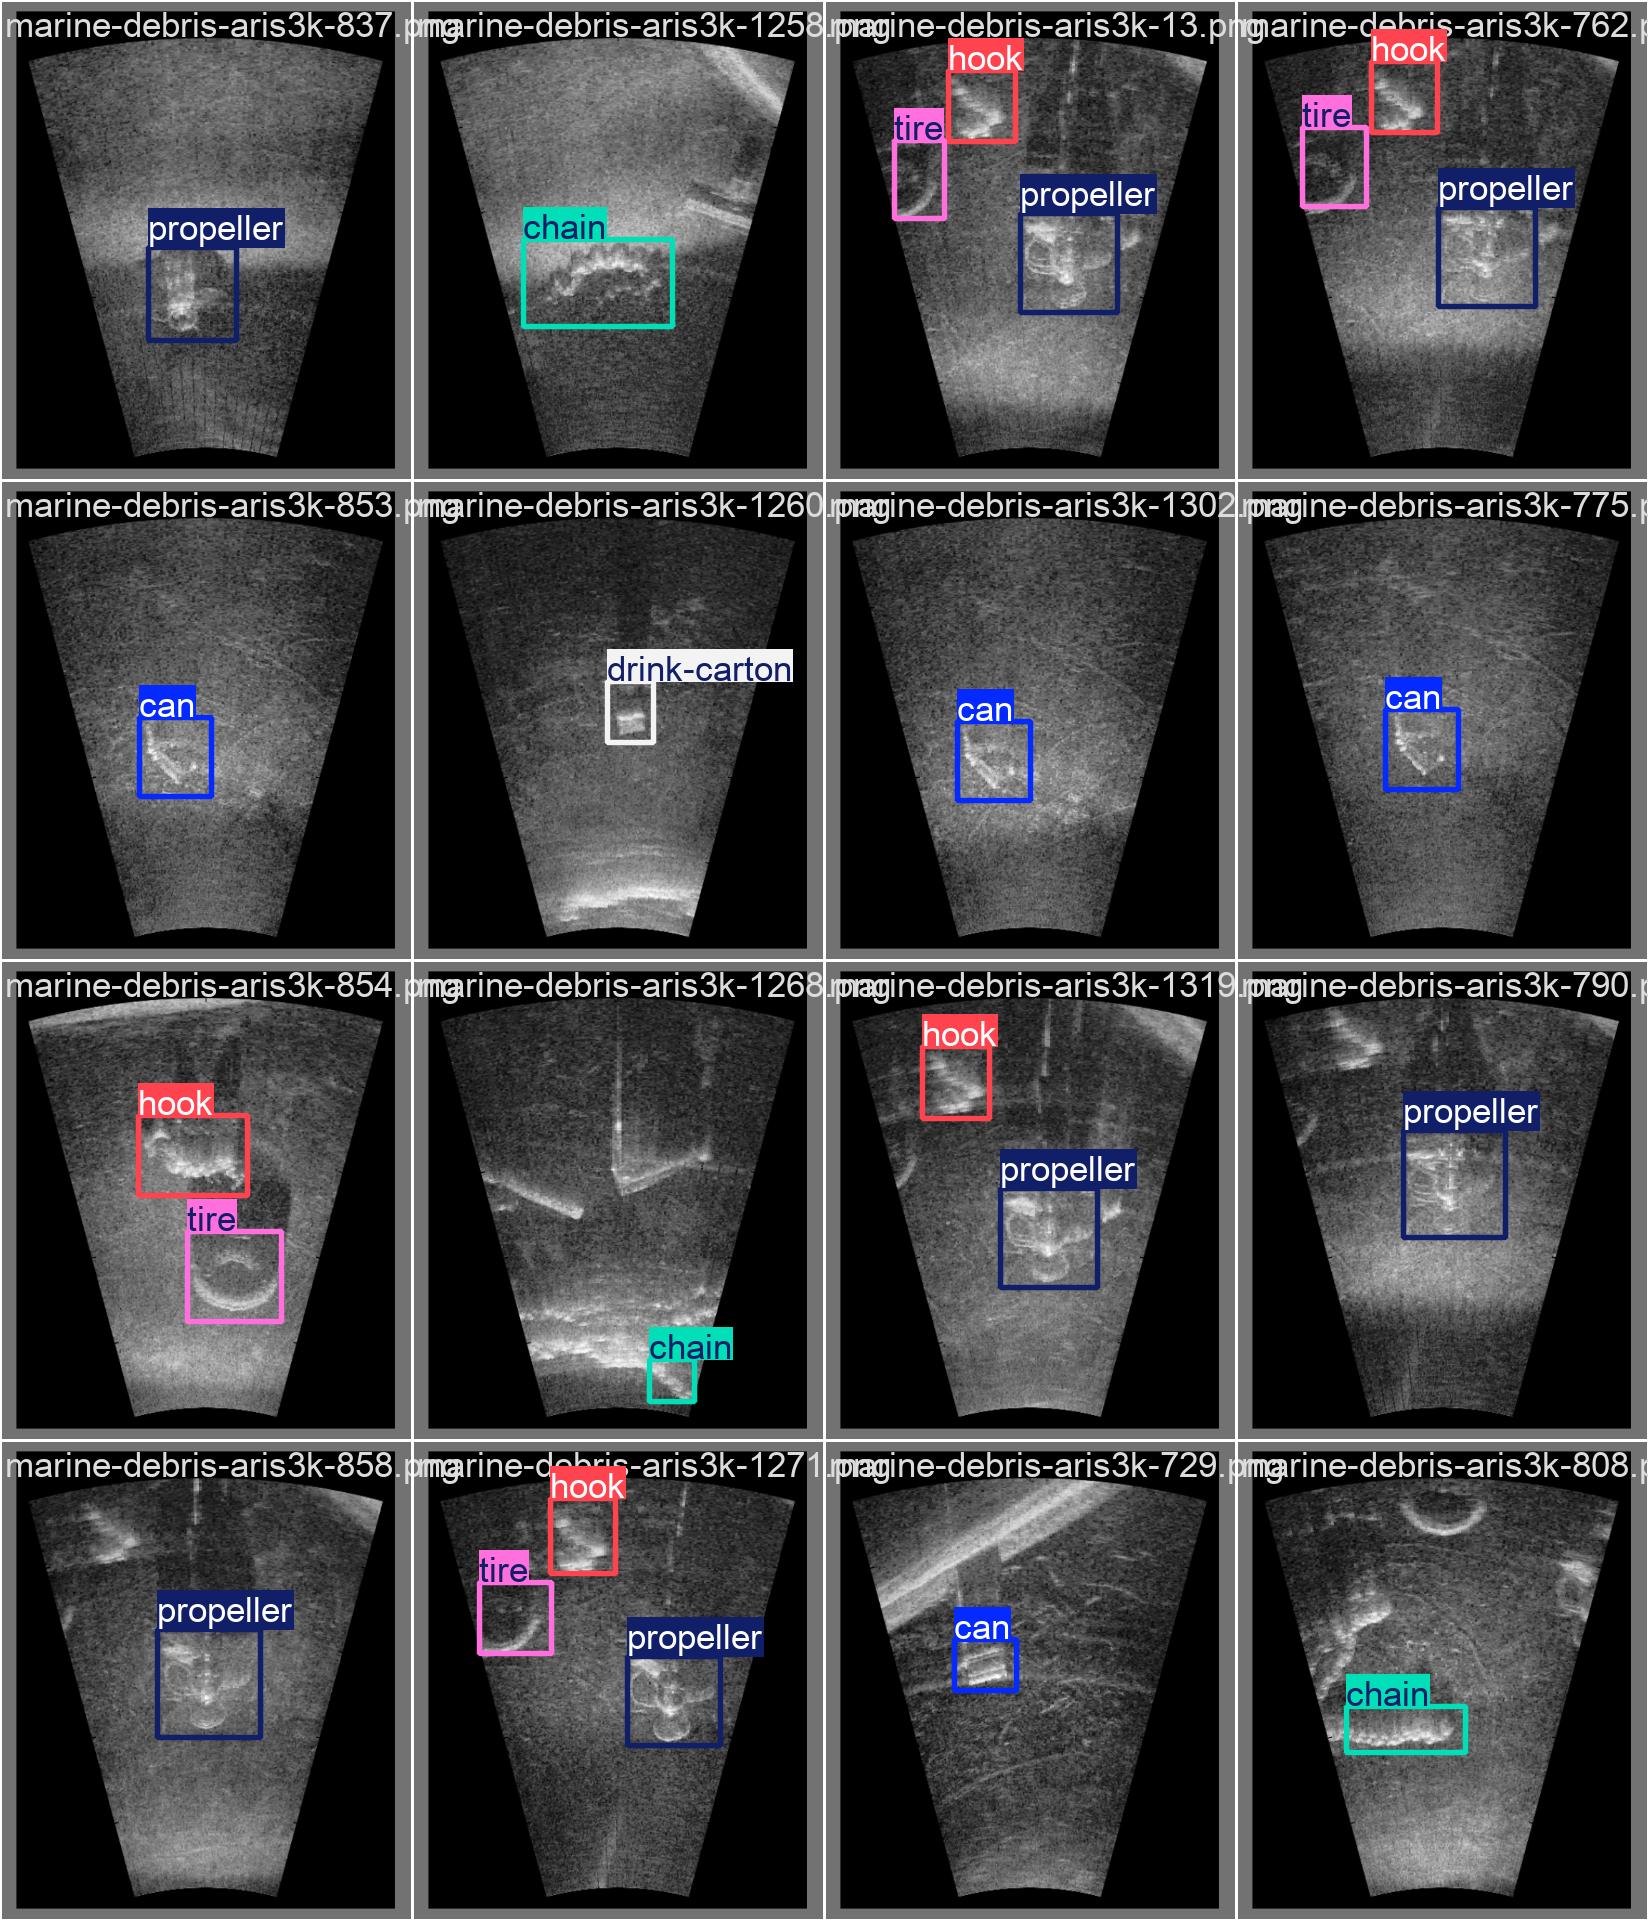 marine-debris-aris3k-837.png
marine-debris-aris3k-1258.png
marine-debris-aris3k-13.png
marine-debris-aris3k-762.p
propeller
chain
hook
tire
propeller
hook
tire
propeller
marine-debris-aris3k-853.png
marine-debris-aris3k-1260.png
marine-debris-aris3k-1302.png
marine-debris-aris3k-775.p
can
drink-carton
can
can
marine-debris-aris3k-854.png
marine-debris-aris3k-1268.png
marine-debris-aris3k-1319.png
marine-debris-aris3k-790.p
hook
tire
chain
hook
propeller
propeller
marine-debris-aris3k-858.png
marine-debris-aris3k-1271.png
marine-debris-aris3k-729.png
marine-debris-aris3k-808.p
propeller
hook
tire
propeller
can
chain